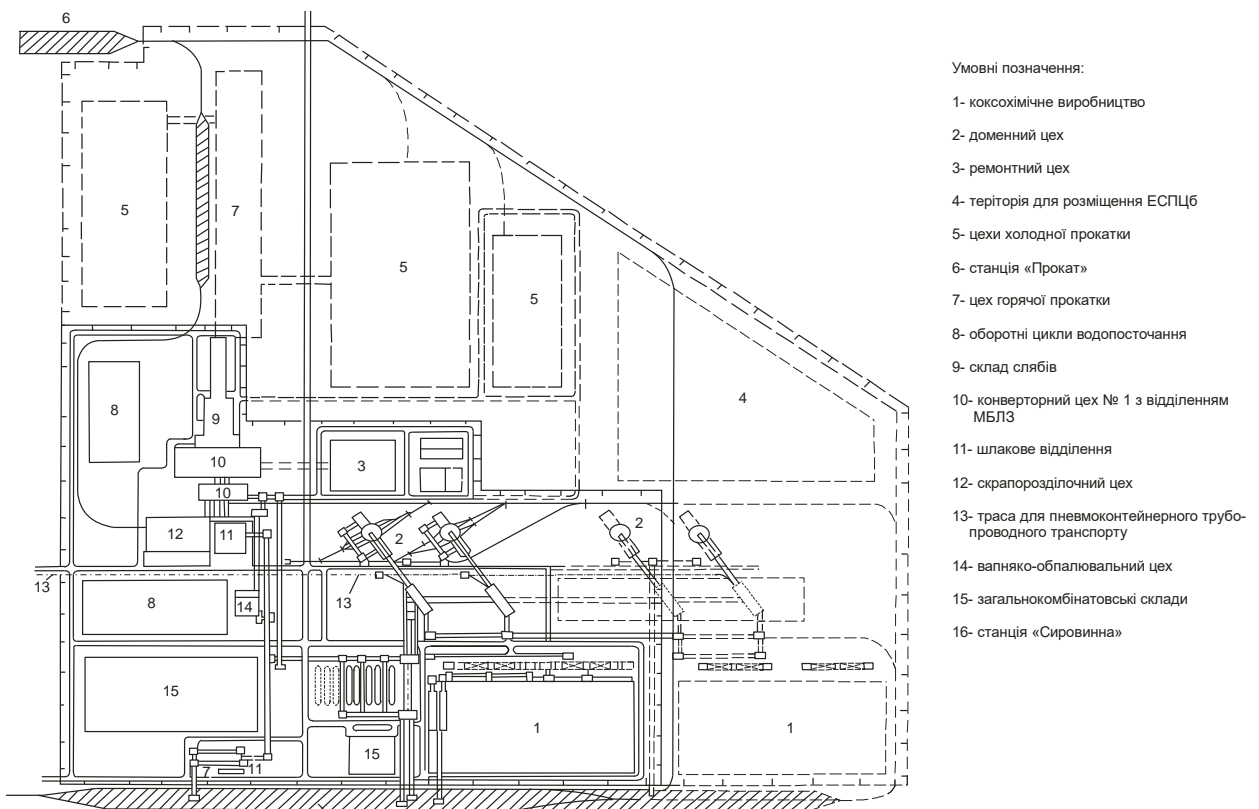 6
Умовні позначення:
1- коксохімічне виробництво
2- доменний цех
3- ремонтний цех
4- теріторія для розміщення ЕСПЦб
5- цехи холодної прокатки
6- станція «Прокат»
7- цех горячої прокатки
8- оборотні цикли водопосточання
9- склад слябів
10- конверторний цех № 1 з відділенням
МБЛЗ
11- шлакове відділення
12- скрапорозділочний цех
13- траса для пневмоконтейнерного трубо-
проводного транспорту
14- вапняко-обпалювальний цех
15- загальнокомбінатовські склади
16- станція «Сировинна»
5
7
5
5
4
8
9
10
3
10
2
12
11
2
13
8
14
13
15
1
1
15
7
11